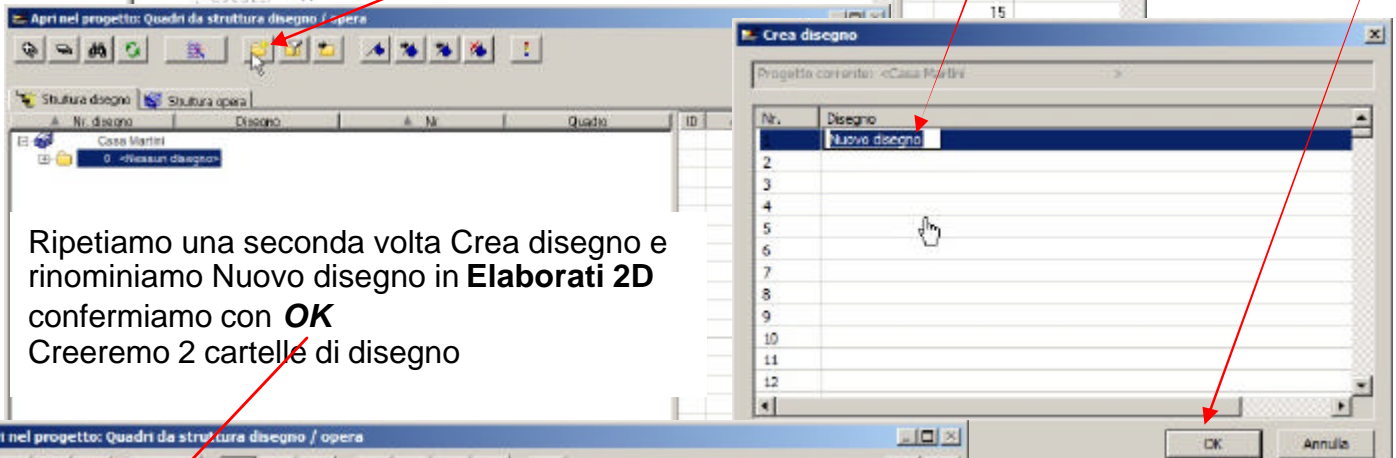 15
Apri nel progetto: Quadri da struttura disegno / opera
Struttura disegno
Struttura opera
Nr. disegno
Disegno
Nr
Quadro
ID
Casa Martini
0 <Nessun disegno>
Crea disegno
Progetto corrente: <Casa Martini >
Nr.
Disegno
1
Nuovo disegno
2
3
4
5
6
7
8
9
10
11
12
OK
Annulla
Ripetiamo una seconda volta Crea disegno e
rinominiamo Nuovo disegno in Elaborati 2D
confermiamo con OK
Creeremo 2 cartelle di disegno
i nel progetto: Quadri da struttura disegno / opera